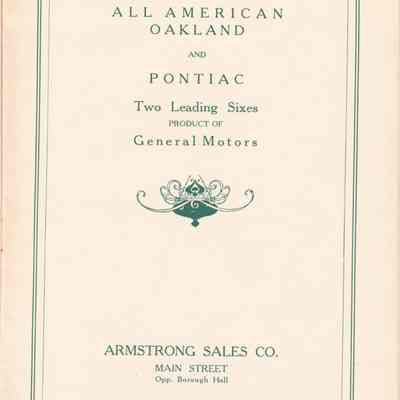 ALL AMERICAN
OAKLAND
AND
PONTIAC
Two Leading Sixes
PRODUCT OF
General Motors
ARMSTRONG SALES CO.
MAIN STREET
Opp. Borough Hall